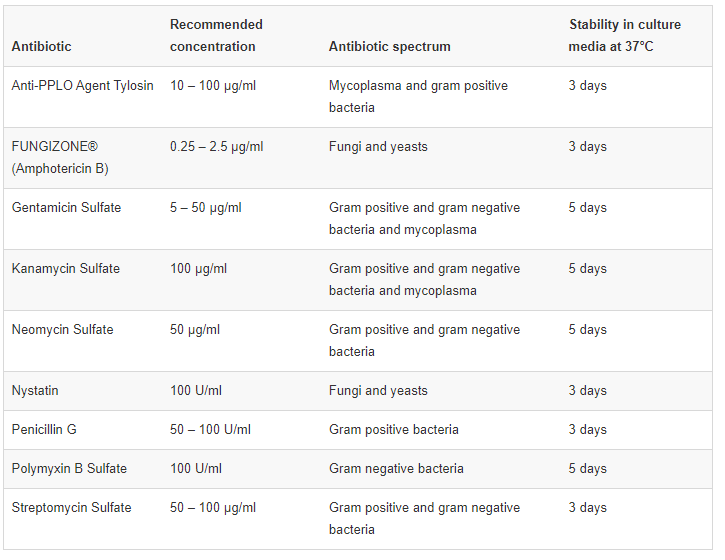 Antibiotic Recommended concentration Antibiotic spectrum Stability in culture media at 37°C
Anti-PPLO Agent Tylosin 10 – 100 µg/ml Mycoplasma and gram positive bacteria 3 days
FUNGIZONE® (Amphotericin B) 0.25 – 2.5 µg/ml Fungi and yeasts 3 days
Gentamicin Sulfate 5 – 50 µg/ml Gram positive and gram negative bacteria and mycoplasma 5 days
Kanamycin Sulfate 100 µg/ml Gram positive and gram negative bacteria and mycoplasma 5 days
Neomycin Sulfate 50 µg/ml Gram positive and gram negative bacteria 5 days
Nystatin 100 U/ml Fungi and yeasts 3 days
Penicillin G 50 – 100 U/ml Gram positive bacteria 3 days
Polymyxin B Sulfate 100 U/ml Gram negative bacteria 5 days
Streptomycin Sulfate 50 – 100 µg/ml Gram positive and gram negative bacteria 3 days